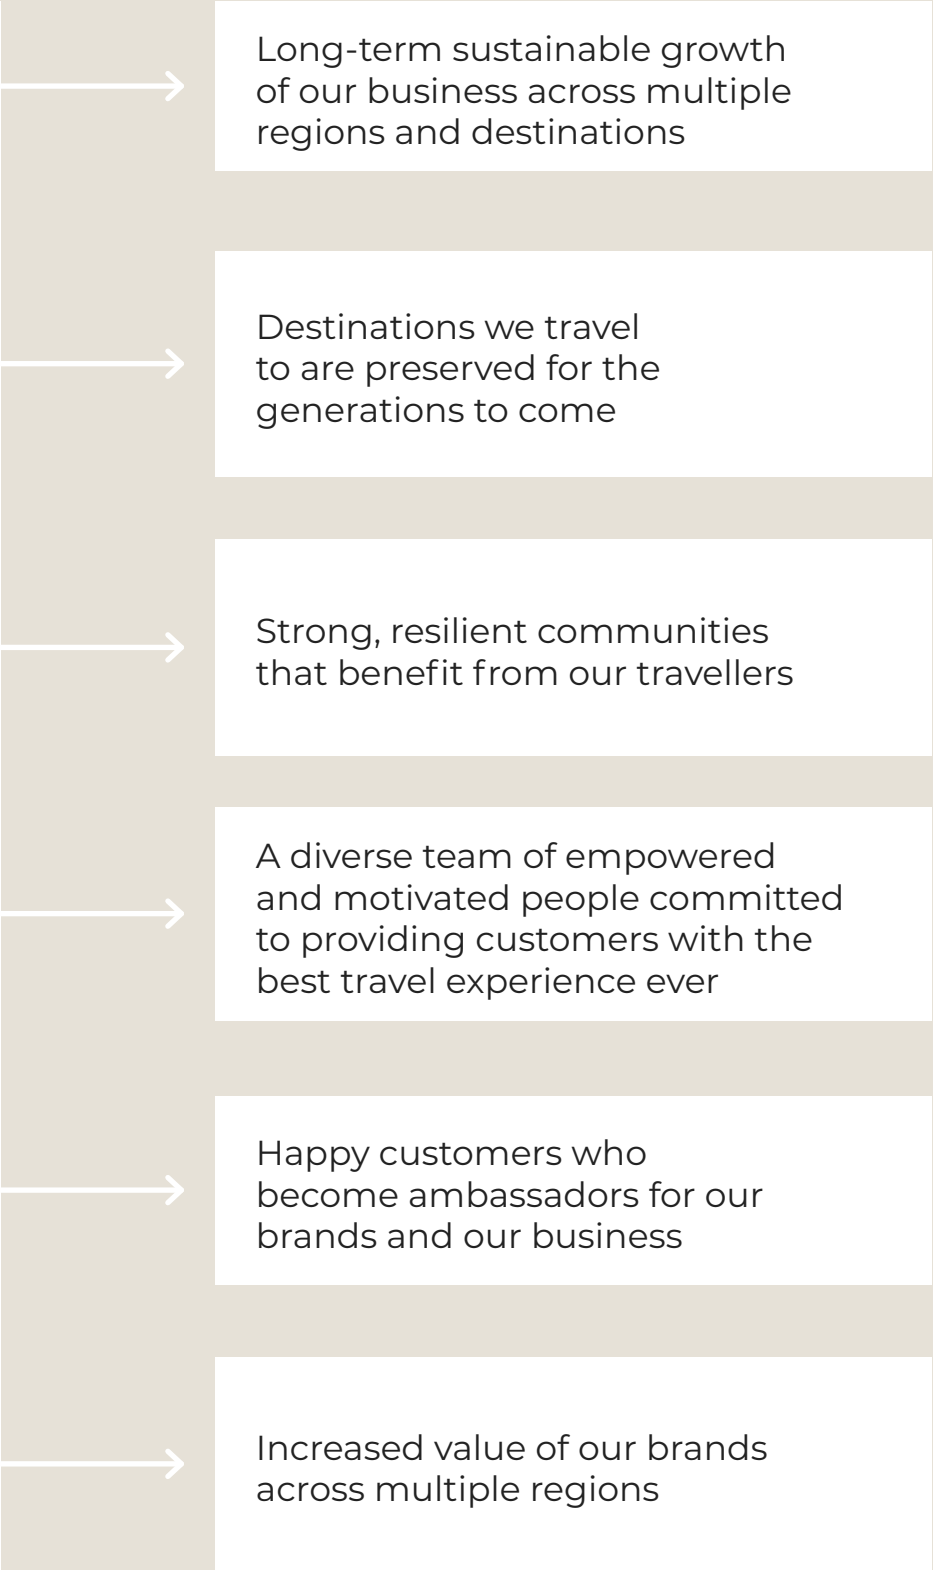 Long-term sustainable growth
of our business across multiple
regions and destinations
Destinations we travel
to are preserved for the
generations to come
Strong, resilient communities
that benefit from our travellers
A diverse team of empowered
and motivated people committed
to providing customers with the
best travel experience ever
Happy customers who
become ambassadors for our
brands and our business
Increased value of our brands
across multiple regions